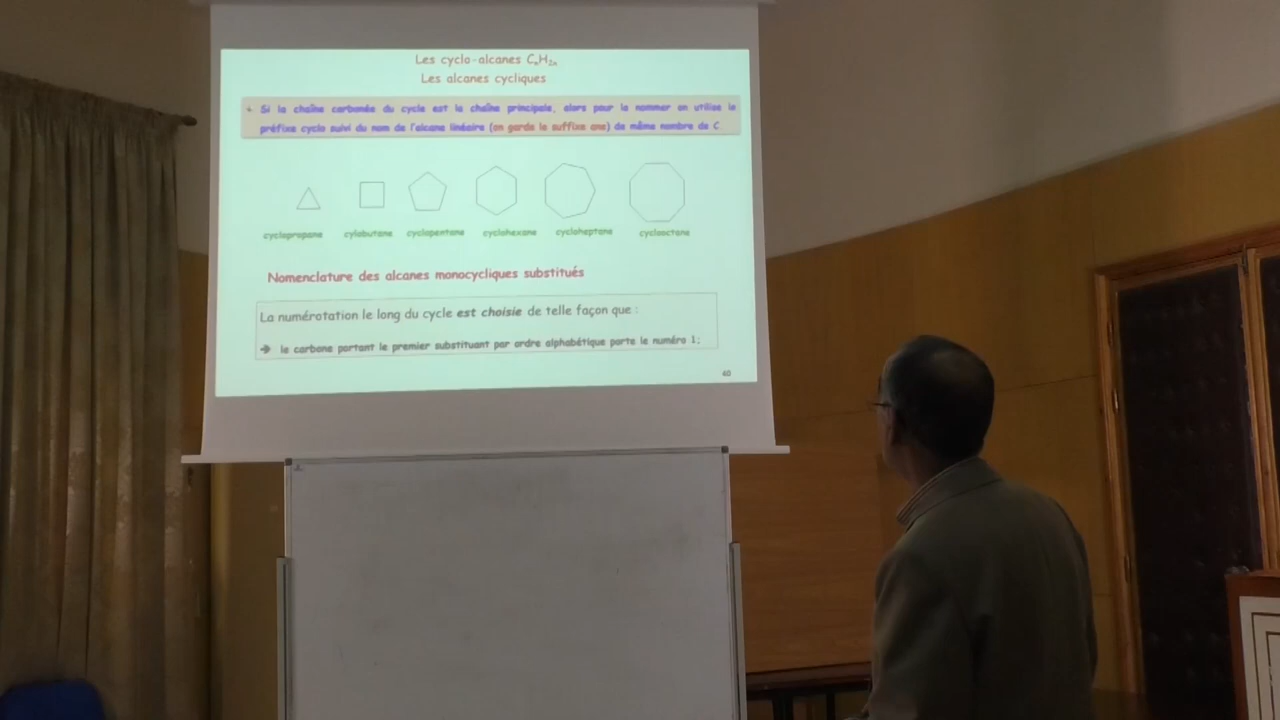 Les cyclo-alcanes CnH2n
Les alcanes cycliques
Si la chaîne carbonée du cycle est la chaîne principale, alors pour la nommer on utilise le
préfixe cyclo suivi du nom de l'alcane linéaire (on garde le suffixe ane) de même nombre de C.
cyclopropane cylobutane cyclopentane cyclohexane cycloheptane cyclooctane
Nomenclature des alcanes monocycliques substitués
La numérotation le long du cycle est choisie de telle façon que :
➔ le carbone portant le premier substituant par ordre alphabétique porte le numéro 1;
60